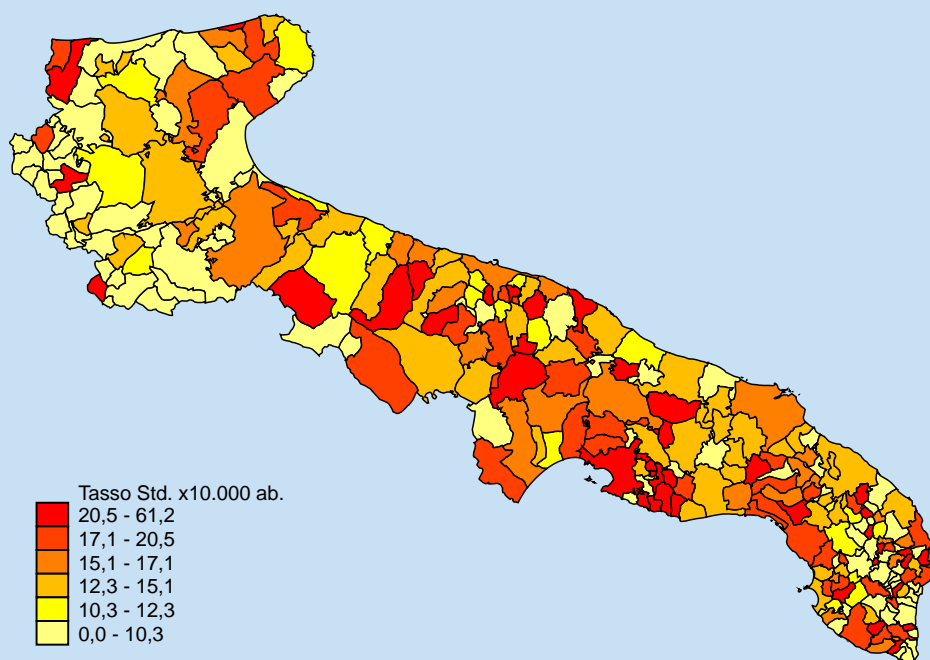 Tasso Std. x10.000 ab.
20,5 - 61,2
17,1 - 20,5
15,1 - 17,1
12,3 - 15,1
10,3 - 12,3
0,0 - 10,3